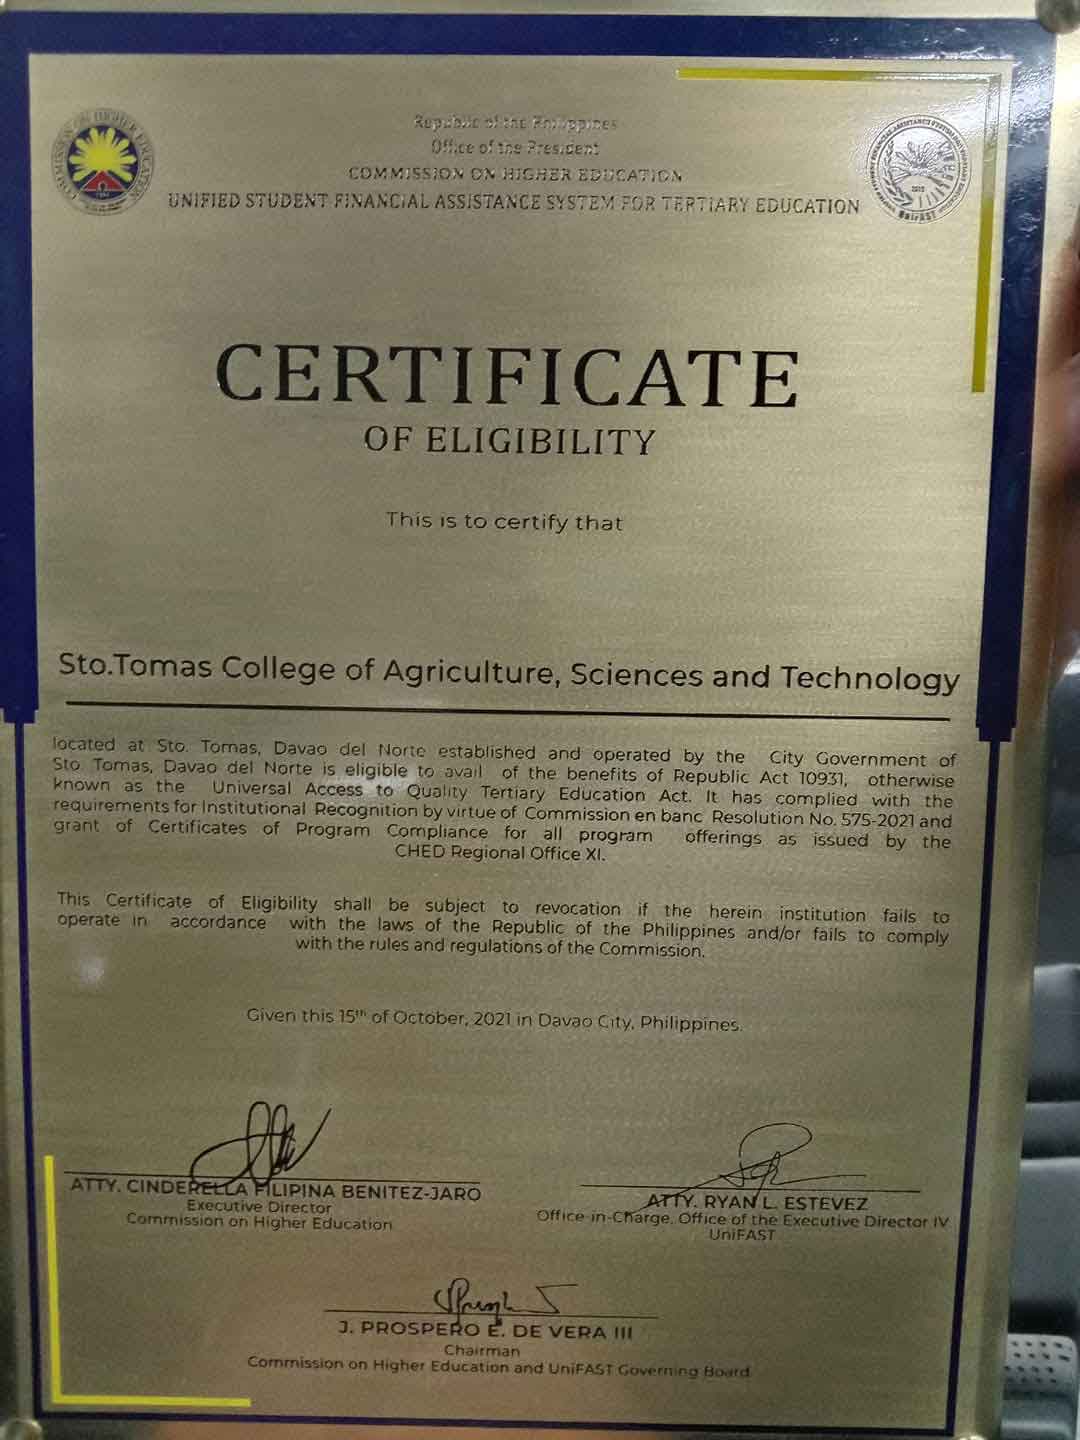 Republic of the Philippines
Office of the President
COMMISSION ON HIGHER EDUCATION
UNIFIED STUDENT FINANCIAL ASSISTANCE SYSTEM FOR TERTIARY EDUCATION
CERTIFICATE
OF ELIGIBILITY
This is to certify that
Sto.Tomas College of Agriculture, Sciences and Technology
located at Sto. Tomas, Davao del Norte established and operated by the City Government of
Sto Tomas, Davao del Norte is eligible to avail of the benefits of Republic Act 10931, otherwise
known as the Universal Access to Quality Tertiary Education Act. It has complied with the
requirements for Institutional Recognition by virtue of Commission en banc Resolution No. 575-2021 and
grant of Certificates of Program Compliance for all program offerings as issued by the
CHED Regional Office XI.
This Certificate of Eligibility shall be subject to revocation if the herein institution fails to
operate in accordance with the laws of the Republic of the Philippines and/or fails to comply
with the rules and regulations of the Commission.
Given this 15th of October, 2021 in Davao City, Philippines.
ATTY. CINDERELLA FILIPINA BENITEZ-JARO
Executive Director
Commission on Higher Education
ATTY. RYAN L. ESTEVEZ
Office-in-Charge, Office of the Executive Director IV
UniFAST
J. PROSPERO E. DE VERA III
Chairman
Commission on Higher Education and UniFAST Governing Board